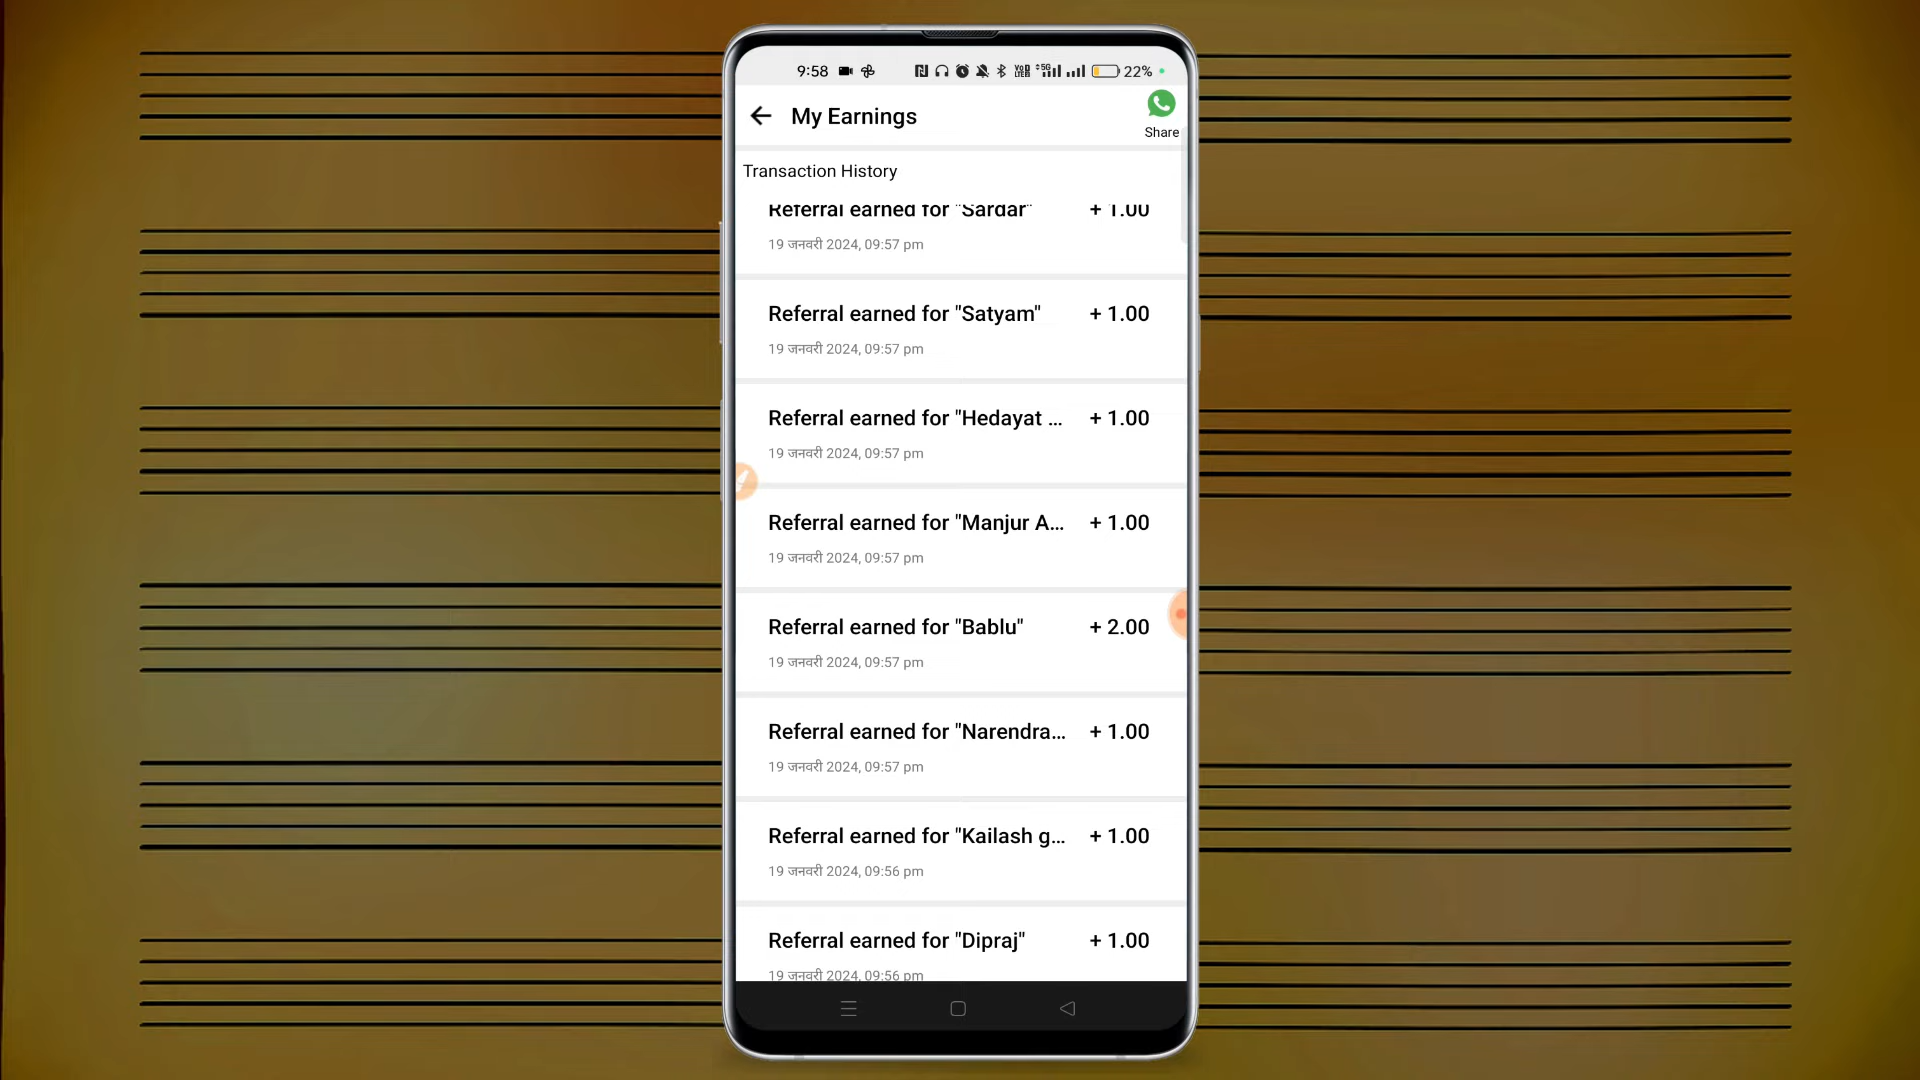 9:58 22%
My Earnings
Share
Transaction History
Referral earned for "Sardar" + 1.00
19 जनवरी 2024, 09:57 pm
Referral earned for "Satyam" + 1.00
19 जनवरी 2024, 09:57 pm
Referral earned for "Hedayat ... + 1.00
19 जनवरी 2024, 09:57 pm
Referral earned for "Manjur A... + 1.00
19 जनवरी 2024, 09:57 pm
Referral earned for "Bablu" + 2.00
19 जनवरी 2024, 09:57 pm
Referral earned for "Narendra... + 1.00
19 जनवरी 2024, 09:57 pm
Referral earned for "Kailash g... + 1.00
19 जनवरी 2024, 09:56 pm
Referral earned for "Dipraj" + 1.00
19 जनवरी 2024, 09:56 pm